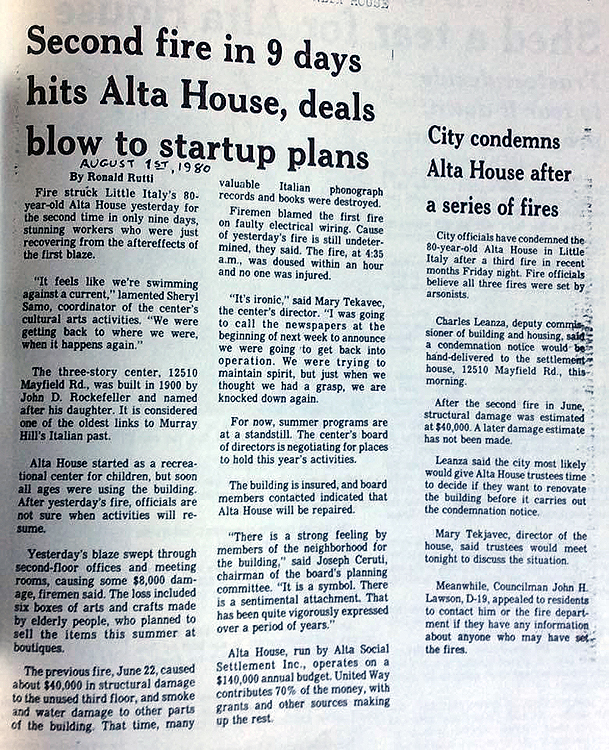 Second fire in 9 days
hits Alta House, deals
blow to startup plans
AUGUST 1ST, 1980
By Ronald Rutti
Fire struck Little Italy's 80-
year-old Alta House yesterday for
the second time in only nine days,
stunning workers who were just
recovering from the aftereffects of
the first blaze.
"It feels like we're swimming
against a current," lamented Sheryl
Samo, coordinator of the center's
cultural arts activities. "We were
getting back to where we were,
when it happens again."
The three-story center, 12510
Mayfield Rd., was built in 1900 by
John D. Rockefeller and named
after his daughter. It is considered
one of the oldest links to Murray
Hill's Italian past.
Alta House started as a recrea-
tional center for children, but soon
all ages were using the building.
After yesterday's fire, officials are
not sure when activities will re-
sume.
Yesterday's blaze swept through
second-floor offices and meeting
rooms, causing some $8,000 dam-
age, firemen said. The loss included
six boxes of arts and crafts made
by elderly people, who planned to
sell the items this summer at
boutiques.
The previous fire, June 22, caused
about $40,000 in structural damage
to the unused third floor, and smoke
and water damage to other parts
of the building. That time, many
valuable Italian phonograph
records and books were destroyed.
Firemen blamed the first fire
on faulty electrical wiring. Cause
of yesterday's fire is still undeter-
mined, they said. The fire, at 4:35
a.m., was doused within an hour
and no one was injured.
"It's ironic," said Mary Tekavec,
the center's director. "I was going
to call the newspapers at the
beginning of next week to announce
we were going to get back into
operation. We were trying to
maintain spirit, but just when we
thought we had a grasp, we are
knocked down again.
For now, summer programs are
at a standstill. The center's board
of directors is negotiating for places
to hold this year's activities.
The building is insured, and board
members contacted indicated that
Alta House will be repaired.
"There is a strong feeling by
members of the neighborhood for
the building," said Joseph Ceruti,
chairman of the board's planning
committee. "It is a symbol. There
is a sentimental attachment. That
has been quite vigorously expressed
over a period of years."
Alta House, run by Alta Social
Settlement Inc., operates on a
$140,000 annual budget. United Way
contributes 70% of the money, with
grants and other sources making
up the rest.
City condemns
Alta House after
a series of fires
City officials have condemned the
80-year-old Alta House in Little
Italy after a third fire in recent
months Friday night. Fire officials
believe all three fires were set by
arsonists.
Charles Leanza, deputy commis-
sioner of building and housing, said
a condemnation notice would be
hand-delivered to the settlement
house, 12510 Mayfield Rd., this
morning.
After the second fire in June,
structural damage was estimated
at $40,000. A later damage estimate
has not been made.
Leanza said the city most likely
would give Alta House trustees time
to decide if they want to renovate
the building before it carries out
the condemnation notice.
Mary Tekjavec, director of the
house, said trustees would meet
tonight to discuss the situation.
Meanwhile, Councilman John H.
Lawson, D-19, appealed to residents
to contact him or the fire depart-
ment if they have any information
about anyone who may have set
the fires.